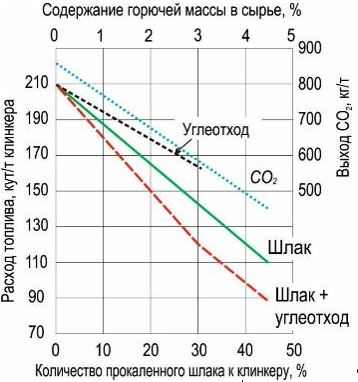 Содержание горючей массы в сырье, %
0 1 2 3 4 5
210
190
170
150
130
110
90
70
Расход топлива, кут/т клинкера
900
800
700
600
500
Выход CO₂, кг/т
Углеотход
CO₂
Шлак
Шлак +
углеотход
0 10 20 30 40 50
Количество прокаленного шлака к клинкеру, %